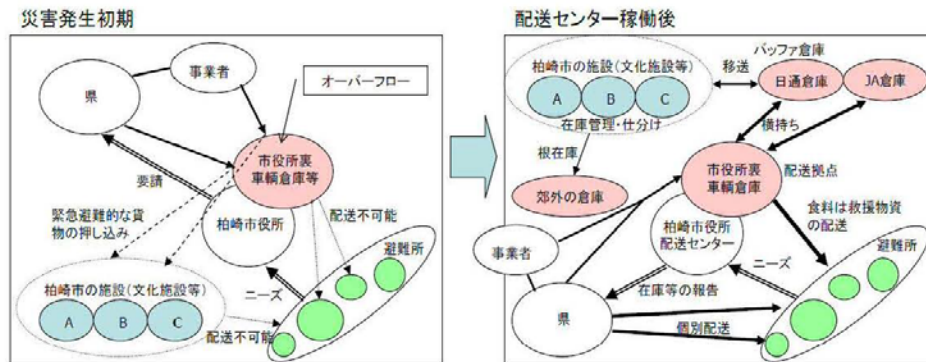 災害発生初期
事業者
県
オーバーフロー
市役所裏
車輌倉庫等
要請
緊急避難的な貨
物の押し込み
柏崎市役所
配送不可能
避難所
ニーズ
柏崎市の施設(文化施設等)
A
B
C
配送不可能
配送センター稼働後
バッファ倉庫
柏崎市の施設(文化施設等)
移送
日通倉庫
JA倉庫
A
B
C
在庫管理・仕分け
横持ち
根在庫
市役所裏
車輌倉庫
配送拠点
郊外の倉庫
食料は救援物資
の配送
柏崎市役所
配送センター
避難所
事業者
ニーズ
在庫等の報告
県
個別配送